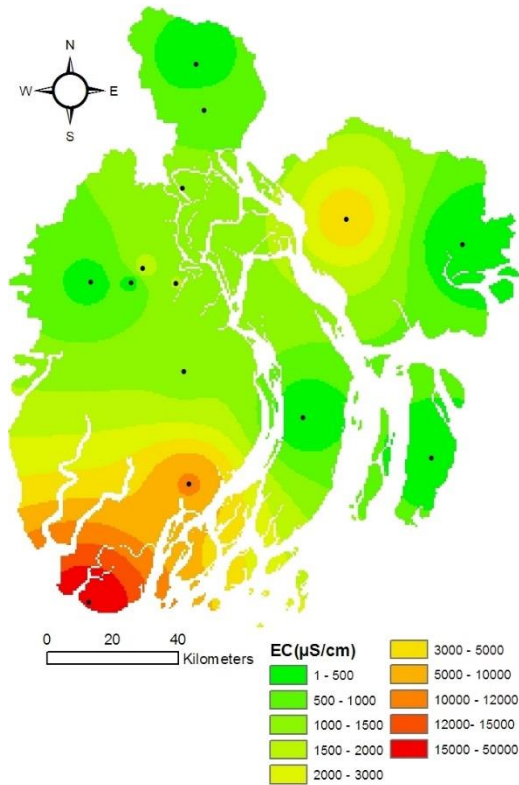 N
W E
S
0 20 40
Kilometers
EC(µS/cm)
1 - 500
500 - 1000
1000 - 1500
1500 - 2000
2000 - 3000
3000 - 5000
5000 - 10000
10000 - 12000
12000- 15000
15000 - 50000